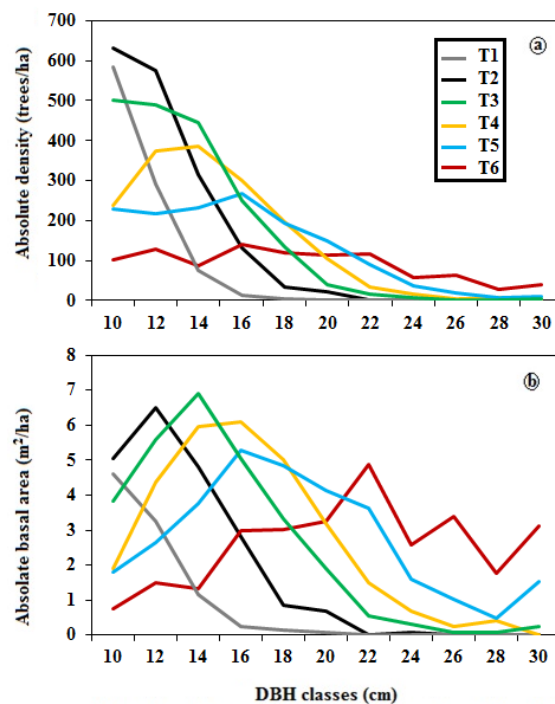 700
600
500
400
300
200
100
0
Absolute density (trees/ha)
a
T1
T2
T3
T4
T5
T6
10 12 14 16 18 20 22 24 26 28 30
8
7
6
5
4
3
2
1
0
Absolate basal area (m²/ha)
b
10 12 14 16 18 20 22 24 26 28 30
DBH classes (cm)